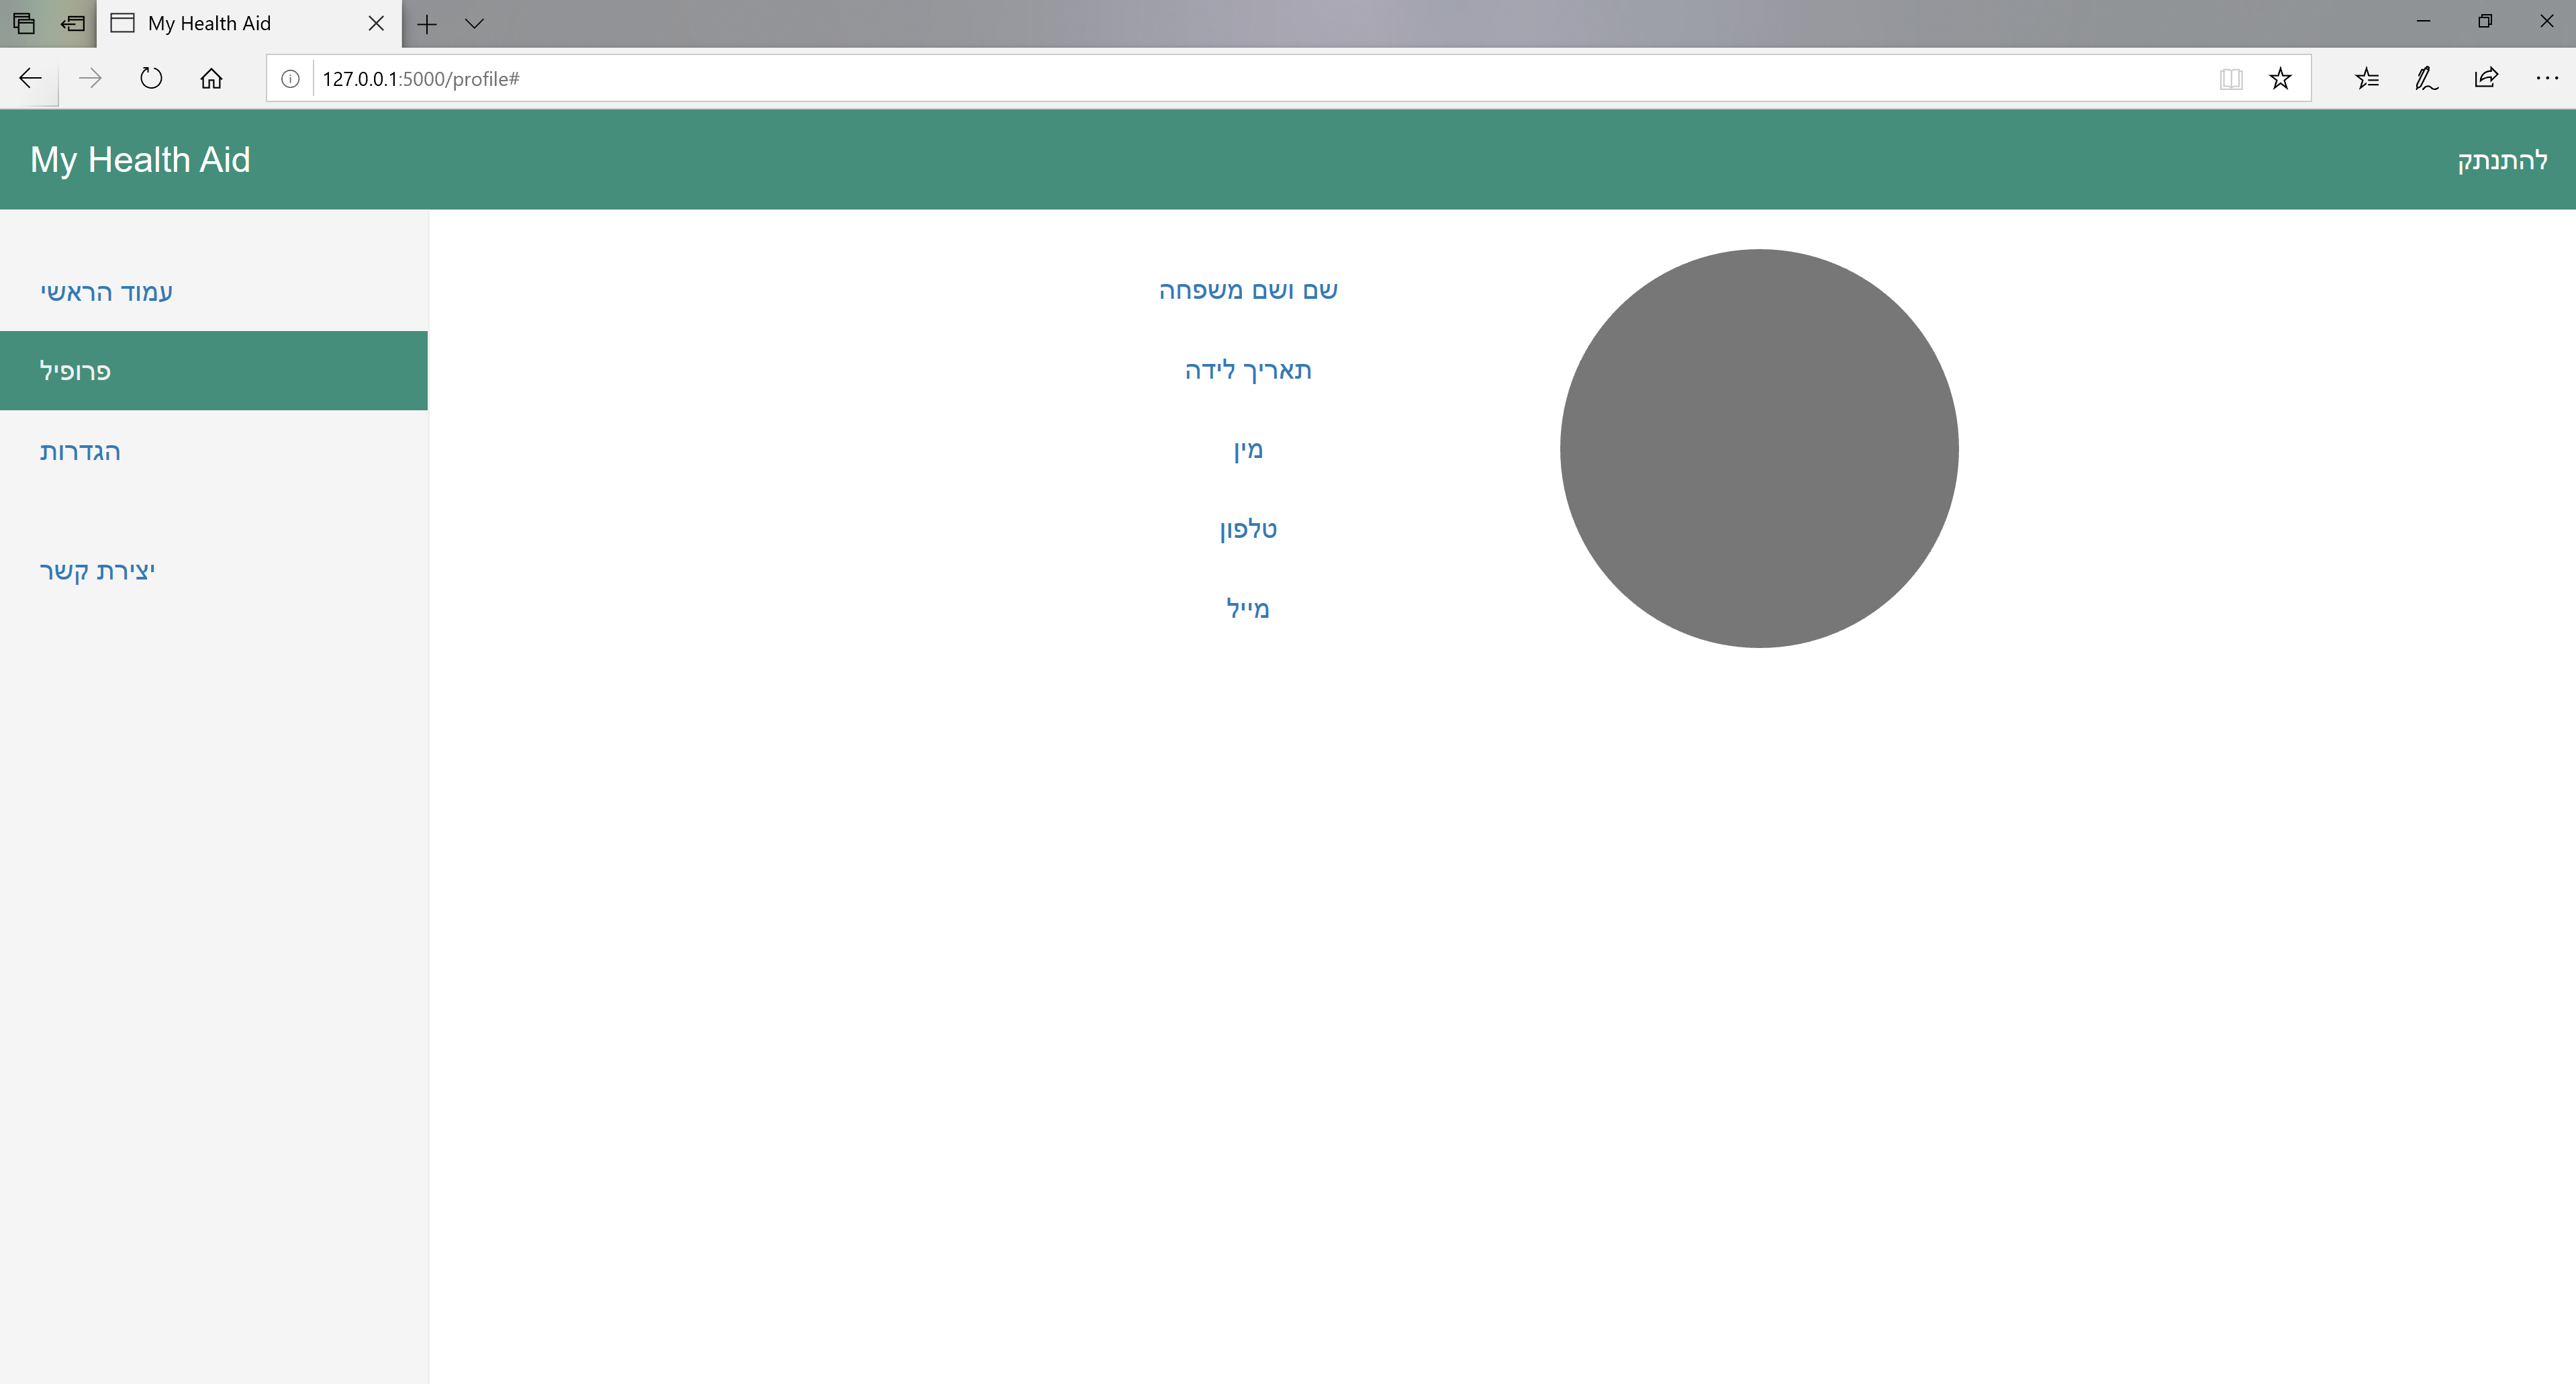 My Health Aid
127.0.0.1:5000/profile#
My Health Aid
להתנתק
עמוד הראשי
פרופיל
הגדרות
יצירת קשר
שם ושם משפחה
תאריך לידה
מין
טלפון
מייל